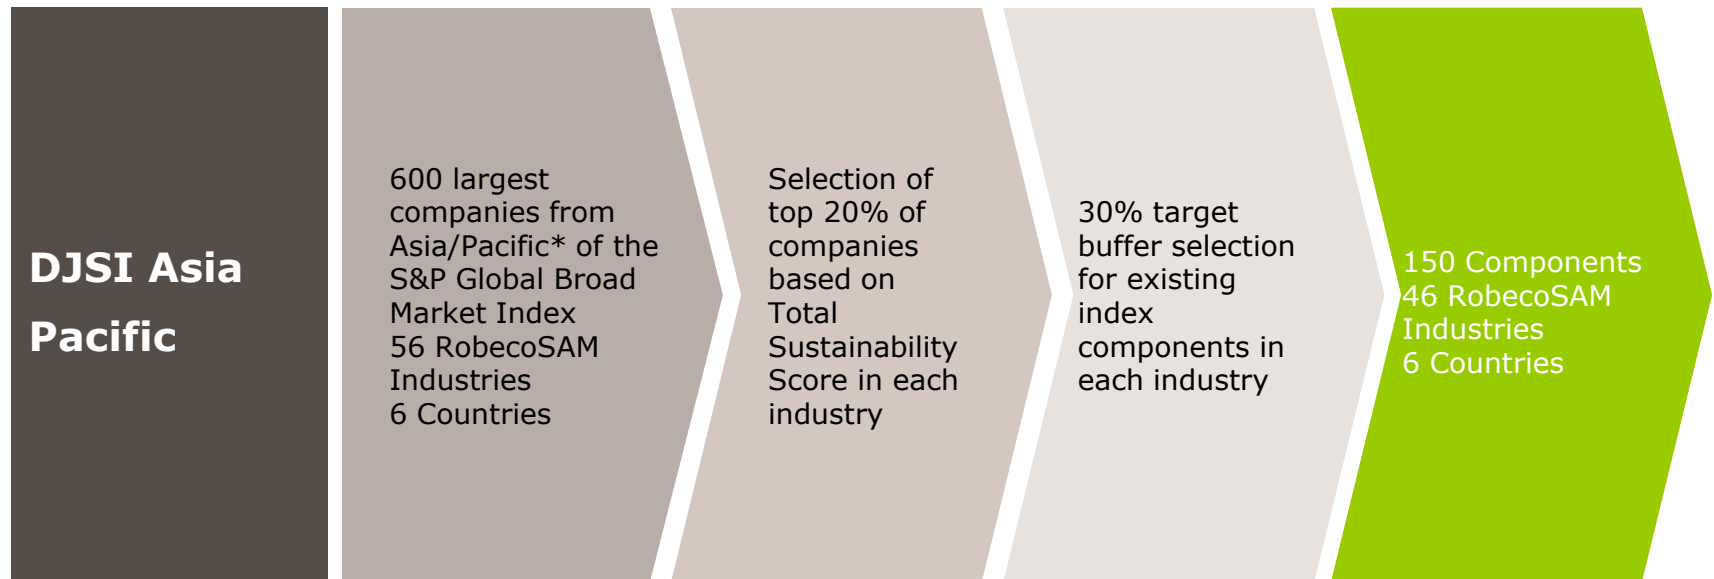 DJSI Asia
Pacific
600 largest
companies from
Asia/Pacific* of the
S&P Global Broad
Market Index
56 RobecoSAM
Industries
6 Countries
Selection of
top 20% of
companies
based on
Total
Sustainability
Score in each
industry
30% target
buffer selection
for existing
index
components in
each industry
150 Components
46 RobecoSAM
Industries
6 Countries